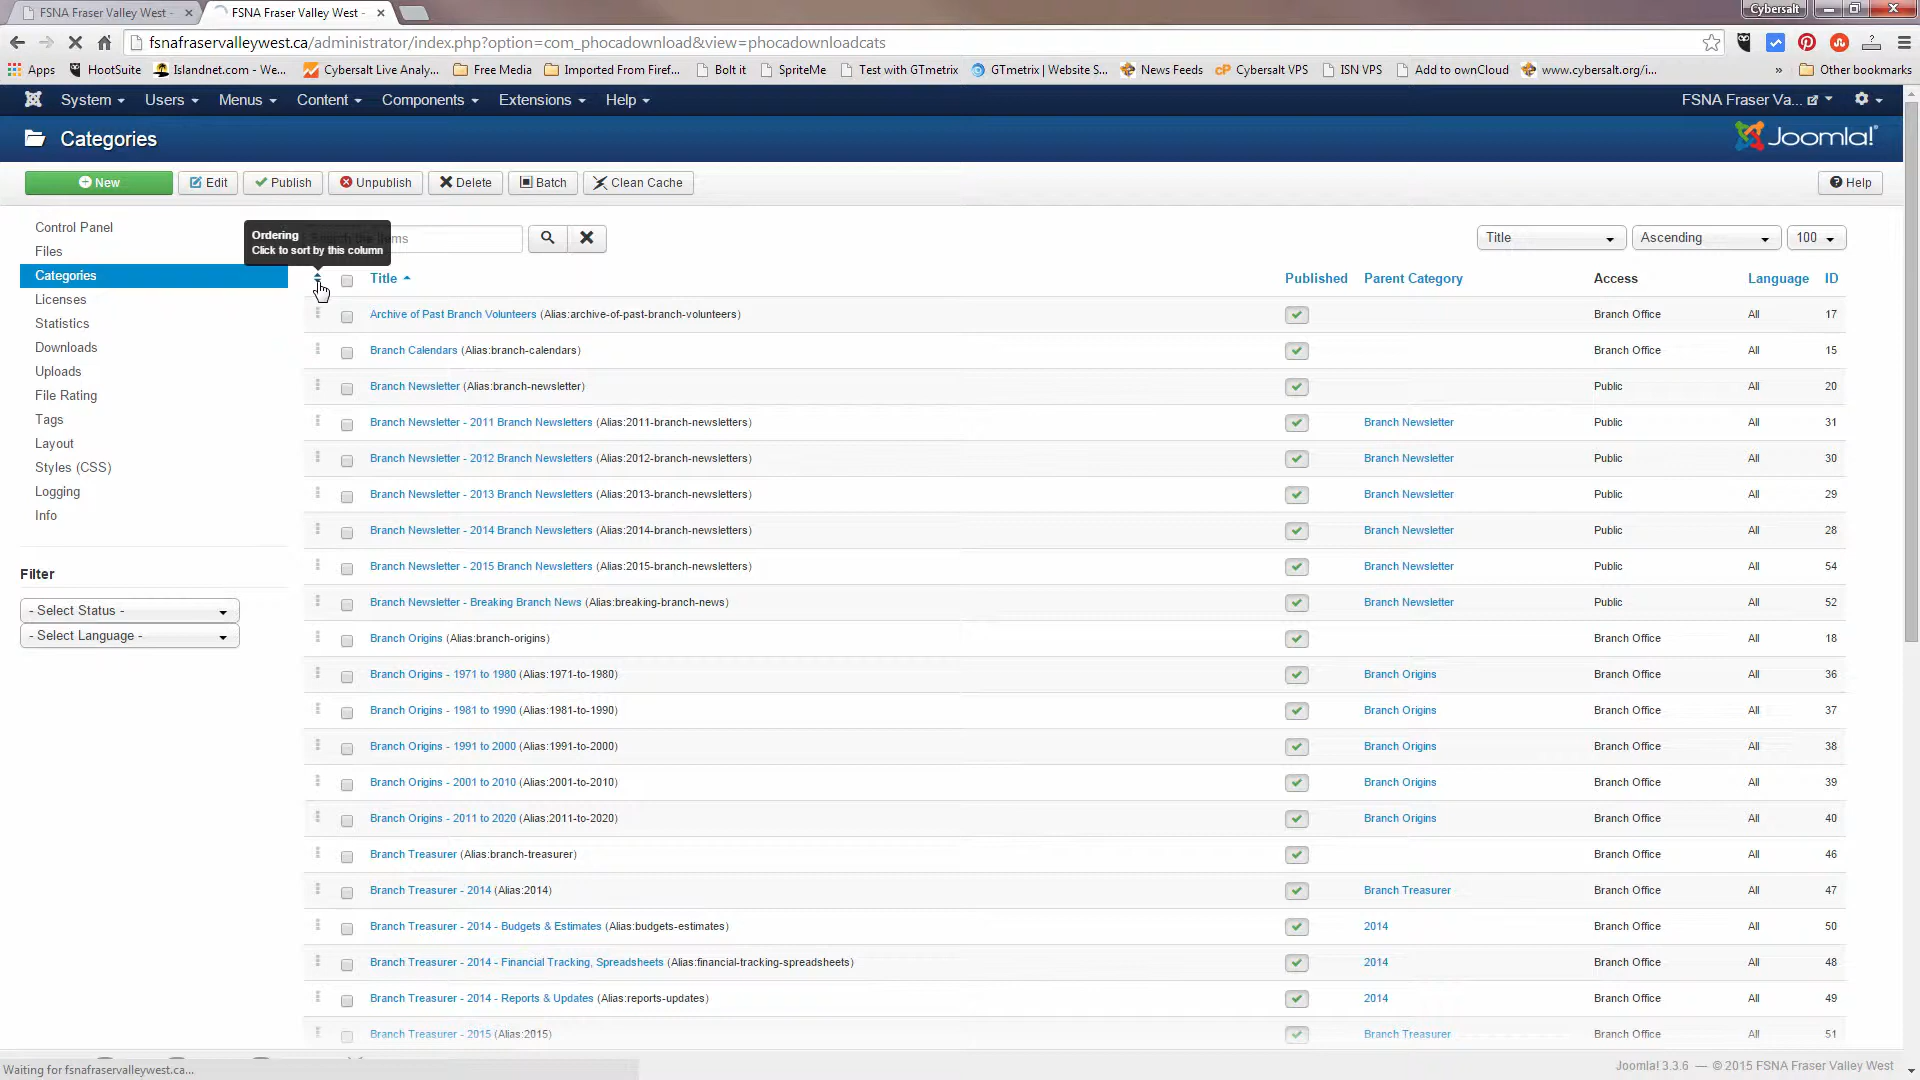 FSNA Fraser Valley West -
FSNA Fraser Valley West -
Cybersalt
fsnafraservalleywest.ca/administrator/index.php?option=com_phocadownload&view=phocadownloadcats
Apps HootSuite Islandnet.com - We... Cybersalt Live Analy... Free Media Imported From Firef... Bolt it SpriteMe Test with GTmetrix GTmetrix | Website S... News Feeds Cybersalt VPS ISN VPS Add to ownCloud www.cybersalt.org/i... » Other bookmarks
System Users Menus Content Components Extensions Help FSNA Fraser Va...
Categories Joomla!
New Edit Publish Unpublish Delete Batch Clean Cache Help
Control Panel
Files
Categories
Licenses
Statistics
Downloads
Uploads
File Rating
Tags
Layout
Styles (CSS)
Logging
Info
Filter
- Select Status -
- Select Language -
Ordering
Click to sort by this column
Title Ascending 100
Title Published Parent Category Access Language ID
Archive of Past Branch Volunteers (Alias:archive-of-past-branch-volunteers) Branch Office All 17
Branch Calendars (Alias:branch-calendars) Branch Office All 15
Branch Newsletter (Alias:branch-newsletter) Public All 20
Branch Newsletter - 2011 Branch Newsletters (Alias:2011-branch-newsletters) Branch Newsletter Public All 31
Branch Newsletter - 2012 Branch Newsletters (Alias:2012-branch-newsletters) Branch Newsletter Public All 30
Branch Newsletter - 2013 Branch Newsletters (Alias:2013-branch-newsletters) Branch Newsletter Public All 29
Branch Newsletter - 2014 Branch Newsletters (Alias:2014-branch-newsletters) Branch Newsletter Public All 28
Branch Newsletter - 2015 Branch Newsletters (Alias:2015-branch-newsletters) Branch Newsletter Public All 54
Branch Newsletter - Breaking Branch News (Alias:breaking-branch-news) Branch Newsletter Public All 52
Branch Origins (Alias:branch-origins) Branch Office All 18
Branch Origins - 1971 to 1980 (Alias:1971-to-1980) Branch Origins Branch Office All 36
Branch Origins - 1981 to 1990 (Alias:1981-to-1990) Branch Origins Branch Office All 37
Branch Origins - 1991 to 2000 (Alias:1991-to-2000) Branch Origins Branch Office All 38
Branch Origins - 2001 to 2010 (Alias:2001-to-2010) Branch Origins Branch Office All 39
Branch Origins - 2011 to 2020 (Alias:2011-to-2020) Branch Origins Branch Office All 40
Branch Treasurer (Alias:branch-treasurer) Branch Office All 46
Branch Treasurer - 2014 (Alias:2014) Branch Treasurer Branch Office All 47
Branch Treasurer - 2014 - Budgets & Estimates (Alias:budgets-estimates) 2014 Branch Office All 50
Branch Treasurer - 2014 - Financial Tracking, Spreadsheets (Alias:financial-tracking-spreadsheets) 2014 Branch Office All 48
Branch Treasurer - 2014 - Reports & Updates (Alias:reports-updates) 2014 Branch Office All 49
Branch Treasurer - 2015 (Alias:2015) Branch Treasurer Branch Office All 51
Waiting for fsnafraservalleywest.ca...
Joomla! 3.3.6 — © 2015 FSNA Fraser Valley West